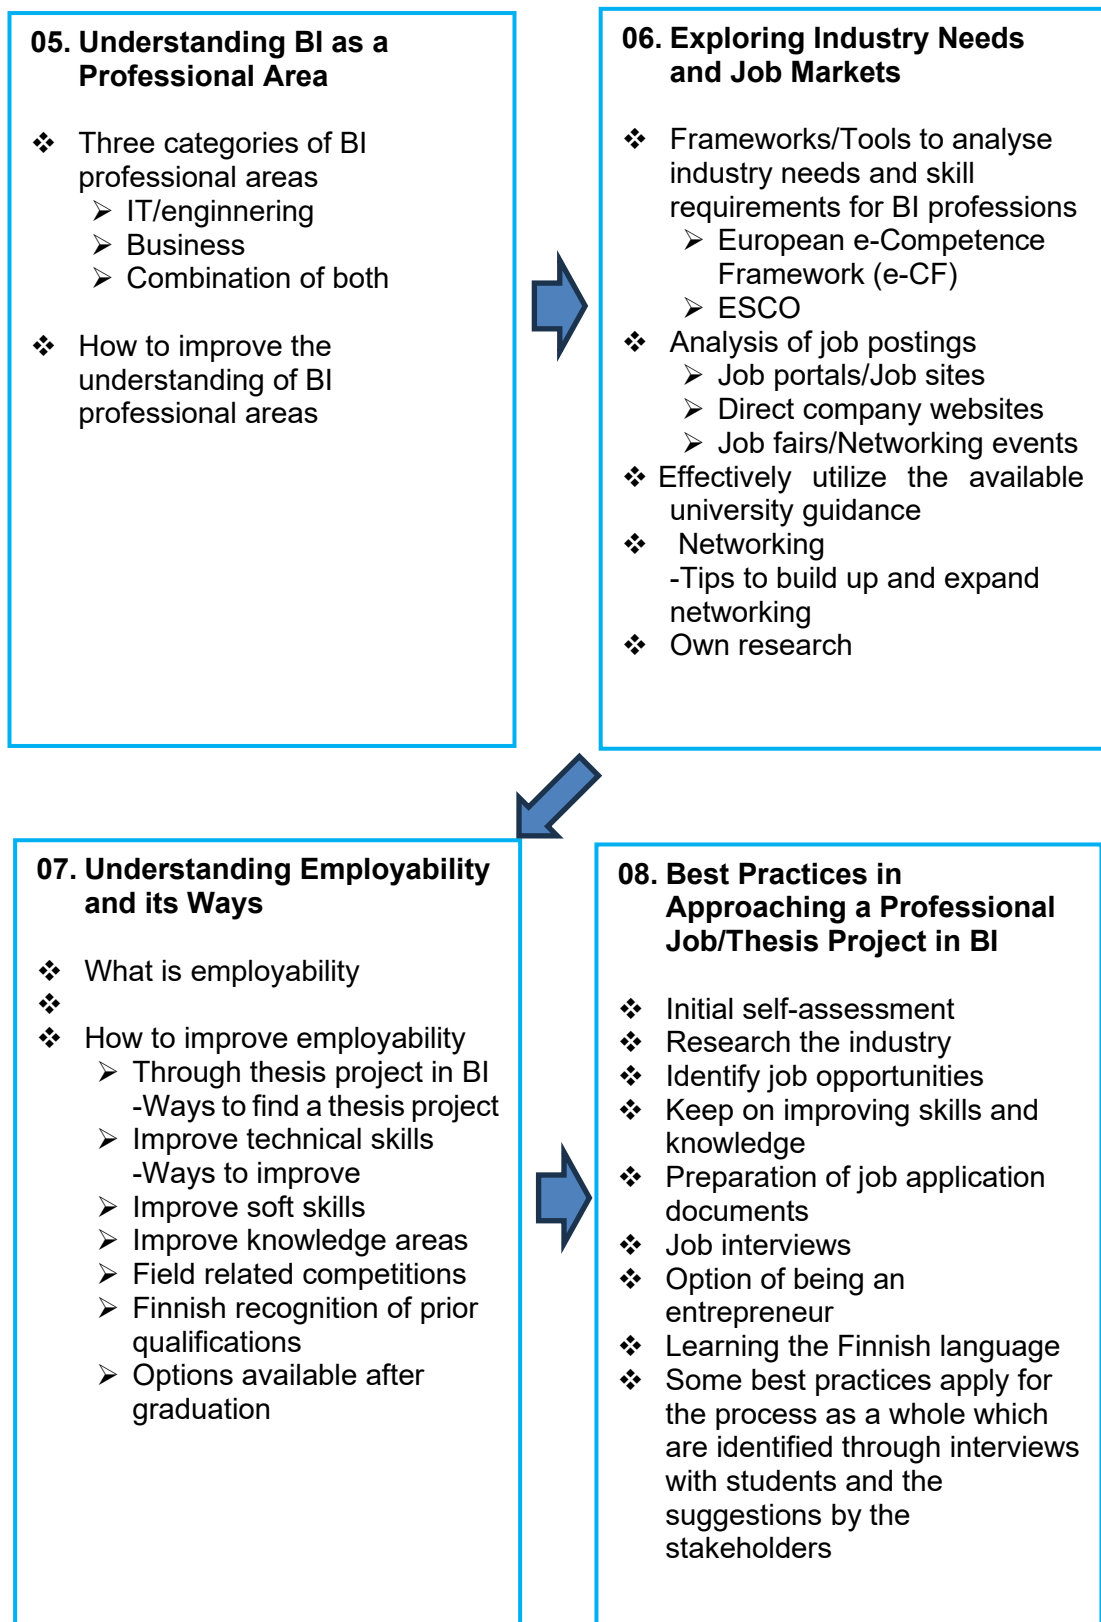 05. Understanding BI as a
Professional Area
❖ Three categories of BI
professional areas
➢ IT/enginnering
➢ Business
➢ Combination of both
❖ How to improve the
understanding of BI
professional areas
06. Exploring Industry Needs
and Job Markets
❖ Frameworks/Tools to analyse
industry needs and skill
requirements for BI professions
➢ European e-Competence
Framework (e-CF)
➢ ESCO
❖ Analysis of job postings
➢ Job portals/Job sites
➢ Direct company websites
➢ Job fairs/Networking events
❖ Effectively utilize the available
university guidance
❖ Networking
-Tips to build up and expand
networking
❖ Own research
07. Understanding Employability
and its Ways
❖ What is employability
❖
❖ How to improve employability
➢ Through thesis project in BI
-Ways to find a thesis project
➢ Improve technical skills
-Ways to improve
➢ Improve soft skills
➢ Improve knowledge areas
➢ Field related competitions
➢ Finnish recognition of prior
qualifications
➢ Options available after
graduation
08. Best Practices in
Approaching a Professional
Job/Thesis Project in BI
❖ Initial self-assessment
❖ Research the industry
❖ Identify job opportunities
❖ Keep on improving skills and
knowledge
❖ Preparation of job application
documents
❖ Job interviews
❖ Option of being an
entrepreneur
❖ Learning the Finnish language
❖ Some best practices apply for
the process as a whole which
are identified through interviews
with students and the
suggestions by the
stakeholders